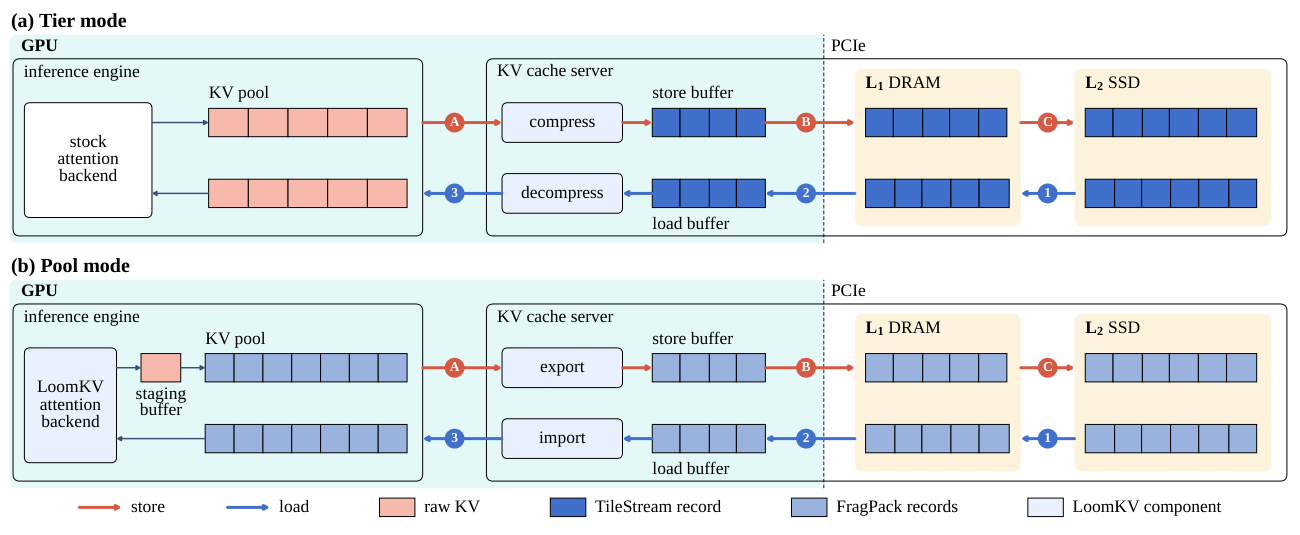 (a) Tier mode
GPU
PCIe
inference engine
KV cache server
KV pool
store buffer
L1 DRAM
L2 SSD
stock
attention
backend
A
compress
B
C
3
decompress
2
1
load buffer
(b) Pool mode
GPU
PCIe
inference engine
KV cache server
KV pool
store buffer
L1 DRAM
L2 SSD
LoomKV
attention
backend
staging
buffer
A
export
B
C
3
import
2
1
load buffer
store
load
raw KV
TileStream record
FragPack records
LoomKV component